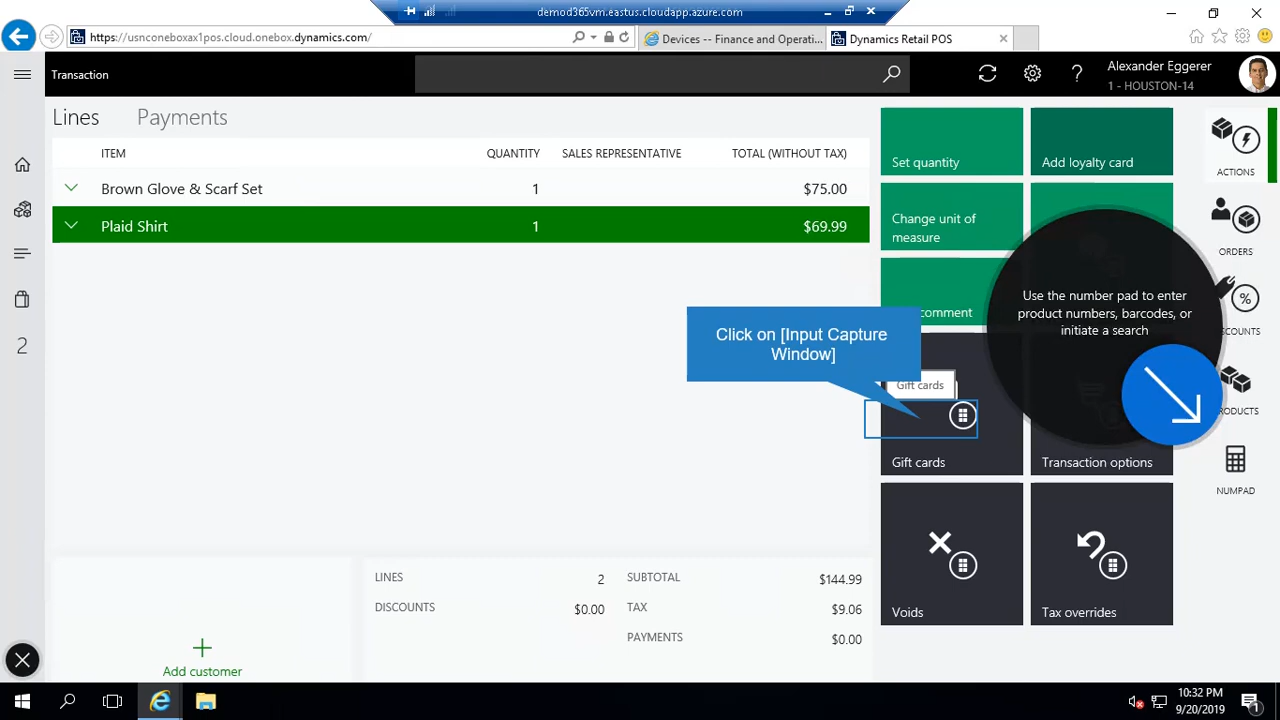 demod365vm.eastus.cloudapp.azure.com
https://usnconeboxax1pos.cloud.onebox.dynamics.com/
Devices -- Finance and Operati...
Dynamics Retail POS
Transaction
Alexander Eggerer
1 - HOUSTON-14
Lines
Payments
ITEM
QUANTITY
SALES REPRESENTATIVE
TOTAL (WITHOUT TAX)
Brown Glove & Scarf Set
1
$75.00
Plaid Shirt
1
$69.99
Set quantity
Add loyalty card
Change unit of
measure
comment
Use the number pad to enter
product numbers, barcodes, or
initiate a search
Click on [Input Capture
Window]
Gift cards
Gift cards
Transaction options
Voids
Tax overrides
ACTIONS
ORDERS
COUNTS
RODUCTS
NUMPAD
2
LINES
2
SUBTOTAL
$144.99
DISCOUNTS
$0.00
TAX
$9.06
PAYMENTS
$0.00
Add customer
10:32 PM
9/20/2019
1